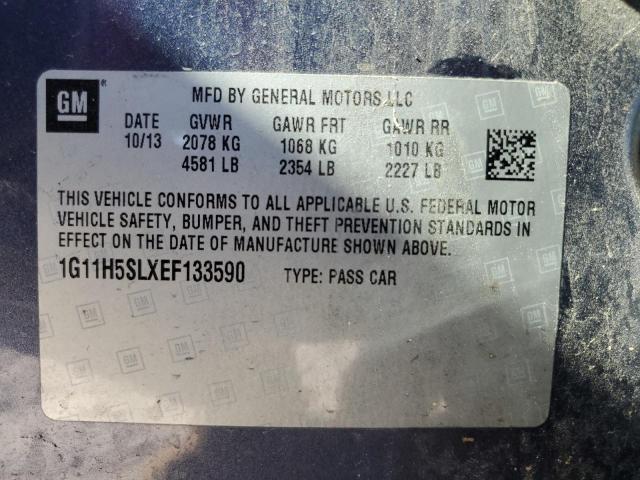 GM® MFD BY GENERAL MOTORS LLC
DATE GVWR GAWR FRT GAWR RR
10/13 2078 KG 1068 KG 1010 KG
4581 LB 2354 LB 2227 LB
THIS VEHICLE CONFORMS TO ALL APPLICABLE U.S. FEDERAL MOTOR
VEHICLE SAFETY, BUMPER, AND THEFT PREVENTION STANDARDS IN
EFFECT ON THE DATE OF MANUFACTURE SHOWN ABOVE.
1G11H5SLXEF133590 TYPE: PASS CAR